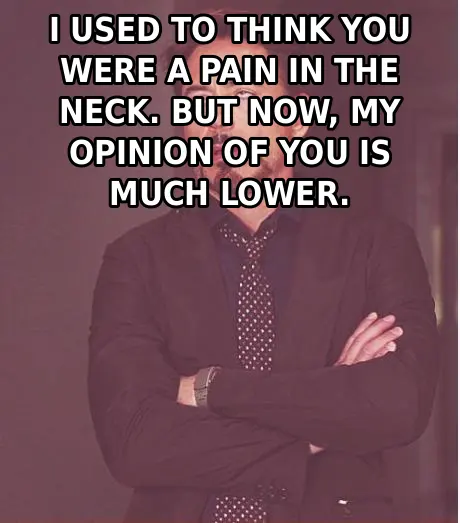 I USED TO THINK YOU
WERE A PAIN IN THE
NECK. BUT NOW, MY
OPINION OF YOU IS
MUCH LOWER.